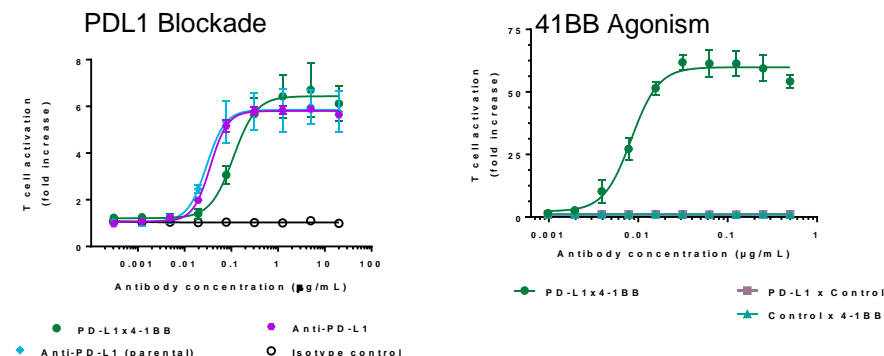 PDL1 Blockade
41BB Agonism
T cell activation
(fold increase)
8
6
4
2
0
0.001 0.01 0.1 1 10 100
Antibody concentration (µg/mL)
PD-L1x4-1BB
Anti-PD-L1
Anti-PD-L1 (parental)
Isotype control
T cell activation
(fold increase)
75
50
25
0
0.001 0.01 0.1 1
Antibody concentration (µg/mL)
PD-L1x4-1BB
PD-L1 x Control
Control x 4-1BB